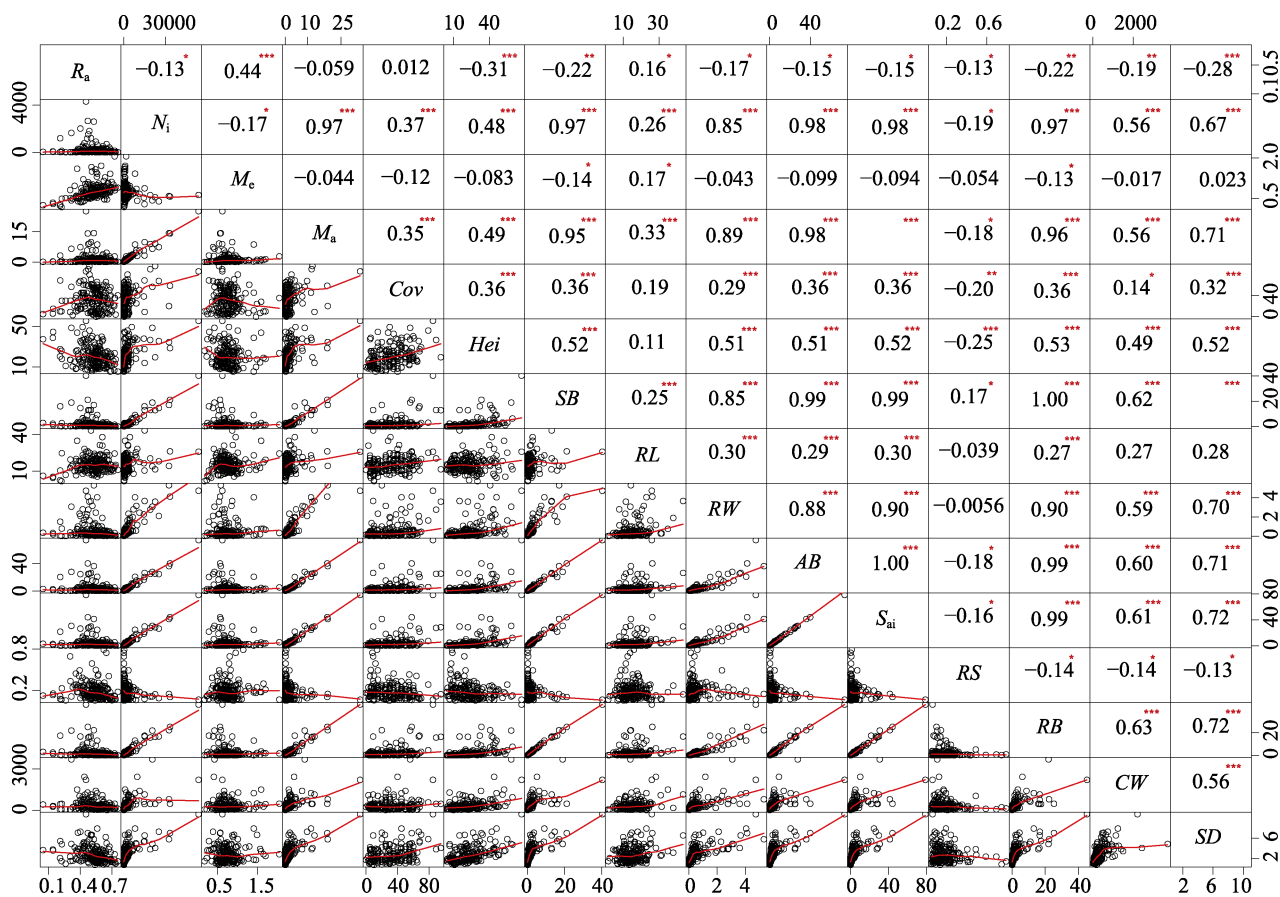 0 30000 0 10 25 10 40 10 30 0 40 0.2 0.6 0 2000
Ra −0.13* 0.44*** −0.059 0.012 −0.31*** −0.22** 0.16* −0.17* −0.15* −0.15* −0.13* −0.22** −0.19** −0.28*** 0.1 0.5
4000 0 Ni −0.17* 0.97*** 0.37*** 0.48*** 0.97*** 0.26*** 0.85*** 0.98*** 0.98*** −0.19* 0.97*** 0.56*** 0.67***
Me −0.044 −0.12 −0.083 −0.14* 0.17* −0.043 −0.099 −0.094 −0.054 −0.13* −0.017 0.023 0.5 2.0
15 0 Ma 0.35*** 0.49*** 0.95*** 0.33*** 0.89*** 0.98*** *** −0.18* 0.96*** 0.56*** 0.71***
Cov 0.36*** 0.36*** 0.19 0.29*** 0.36*** 0.36*** −0.20** 0.36*** 0.14* 0.32*** 0 40
50 10 Hei 0.52*** 0.11 0.51*** 0.51*** 0.52*** −0.25*** 0.53*** 0.49*** 0.52***
SB 0.25*** 0.85*** 0.99*** 0.99*** 0.17* 1.00*** 0.62*** *** 0 20 40
40 10 RL 0.30*** 0.29*** 0.30*** −0.039 0.27*** 0.27 0.28
RW 0.88*** 0.90*** −0.0056 0.90*** 0.59*** 0.70*** 0 2 4
40 0 AB 1.00*** −0.18* 0.99*** 0.60*** 0.71***
Sai −0.16* 0.99*** 0.61*** 0.72*** 0 40 80
0.8 0.2 RS −0.14* −0.14* −0.13*
RB 0.63*** 0.72*** 0 20
3000 0 CW 0.56***
SD 2 6
0.1 0.4 0.7 0.5 1.5 0 40 80 0 20 40 0 2 4 0 40 80 0 20 40 2 6 10